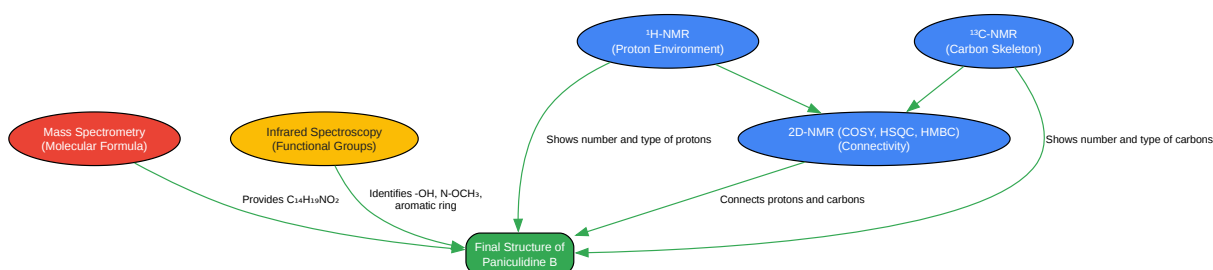 ¹H-NMR
(Proton Environment)
¹³C-NMR
(Carbon Skeleton)
Mass Spectrometry
(Molecular Formula)
Infrared Spectroscopy
(Functional Groups)
2D-NMR (COSY, HSQC, HMBC)
(Connectivity)
Shows number and type of protons
Shows number and type of carbons
Provides C₁₄H₁₉NO₂
Identifies -OH, N-OCH₃,
aromatic ring
Connects protons and carbons
Final Structure of
Paniculidine B